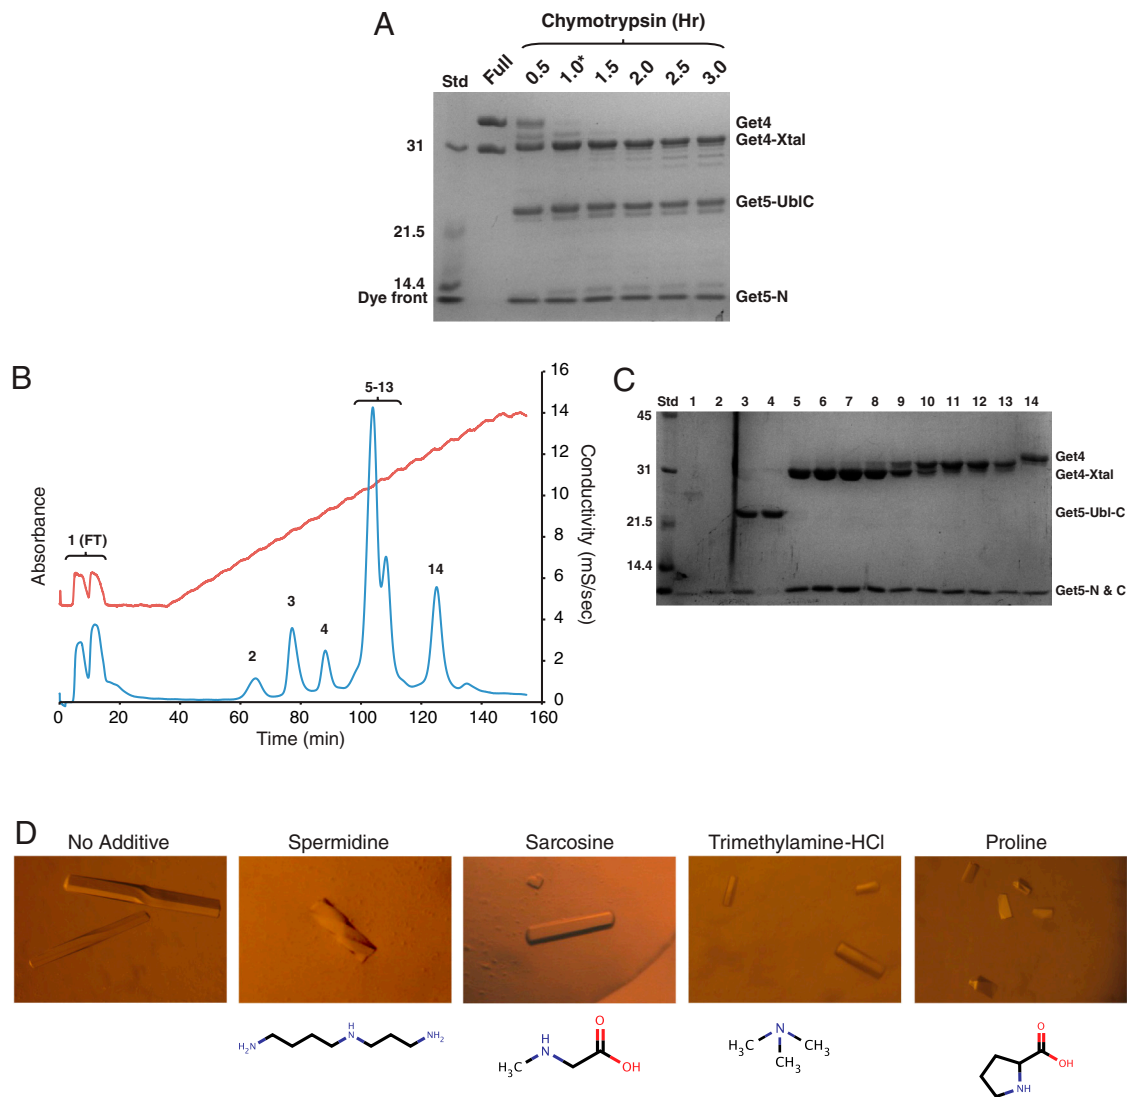 A
Chymotrypsin (Hr)
Std Full 0.5 1.0* 1.5 2.0 2.5 3.0
Get4
31 Get4-Xtal
Get5-UblC
21.5
14.4
Dye front Get5-N
B
5-13
1 (FT)
2
3
4
14
Absorbance
Conductivity (mS/sec)
16
14
12
10
8
6
4
2
0
0 20 40 60 80 100 120 140 160
Time (min)
C
Std 1 2 3 4 5 6 7 8 9 10 11 12 13 14
45
Get4
31 Get4-Xtal
21.5 Get5-Ubl-C
14.4
Get5-N & C
D
No Additive Spermidine Sarcosine Trimethylamine-HCl Proline
H₂N H N NH₂
H₃C H N O OH
H₃C N CH₃ CH₃
O OH NH